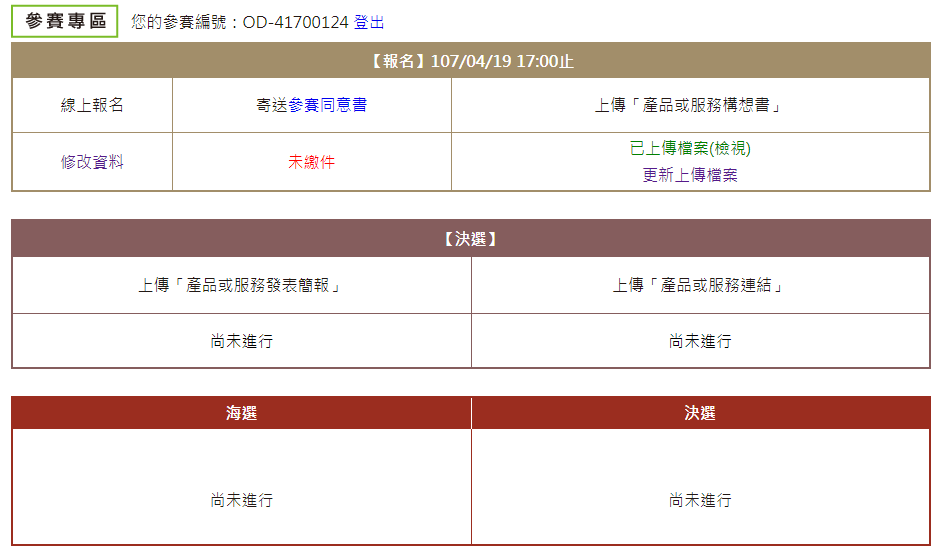 參賽專區 您的參賽編號：OD-41700124 登出
【報名】107/04/19 17:00止
線上報名 寄送參賽同意書 上傳「產品或服務構想書」
修改資料 未繳件 已上傳檔案(檢視)
更新上傳檔案
【決選】
上傳「產品或服務發表簡報」 上傳「產品或服務連結」
尚未進行 尚未進行
海選 決選
尚未進行 尚未進行